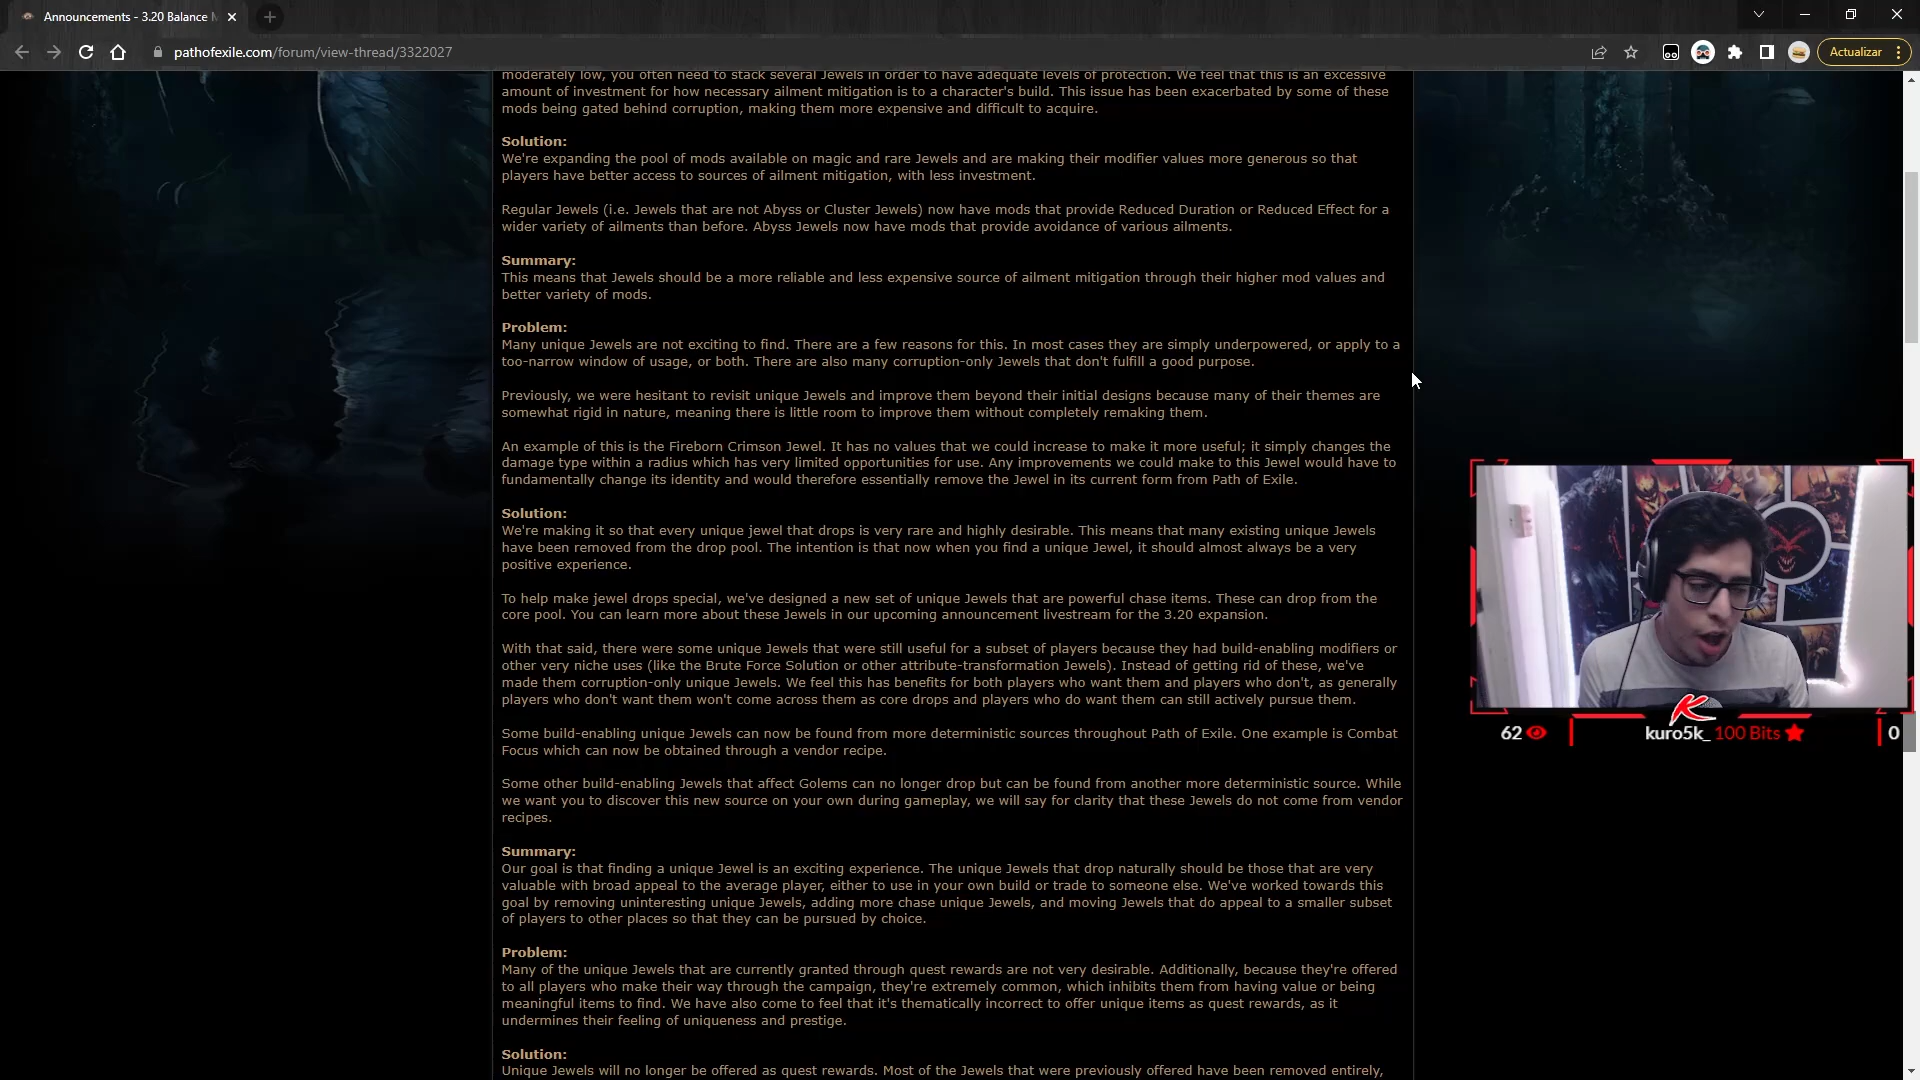 Announcements - 3.20 Balance M
pathofexile.com/forum/view-thread/3322027
Actualizar
moderately low, you often need to stack several Jewels in order to have adequate levels of protection. We feel that this is an excessive
amount of investment for how necessary ailment mitigation is to a character's build. This issue has been exacerbated by some of these
mods being gated behind corruption, making them more expensive and difficult to acquire.
Solution:
We're expanding the pool of mods available on magic and rare Jewels and are making their modifier values more generous so that
players have better access to sources of ailment mitigation, with less investment.
Regular Jewels (i.e. Jewels that are not Abyss or Cluster Jewels) now have mods that provide Reduced Duration or Reduced Effect for a
wider variety of ailments than before. Abyss Jewels now have mods that provide avoidance of various ailments.
Summary:
This means that Jewels should be a more reliable and less expensive source of ailment mitigation through their higher mod values and
better variety of mods.
Problem:
Many unique Jewels are not exciting to find. There are a few reasons for this. In most cases they are simply underpowered, or apply to a
too-narrow window of usage, or both. There are also many corruption-only Jewels that don't fulfill a good purpose.
Previously, we were hesitant to revisit unique Jewels and improve them beyond their initial designs because many of their themes are
somewhat rigid in nature, meaning there is little room to improve them without completely remaking them.
An example of this is the Fireborn Crimson Jewel. It has no values that we could increase to make it more useful; it simply changes the
damage type within a radius which has very limited opportunities for use. Any improvements we could make to this Jewel would have to
fundamentally change its identity and would therefore essentially remove the Jewel in its current form from Path of Exile.
Solution:
We're making it so that every unique jewel that drops is very rare and highly desirable. This means that many existing unique Jewels
have been removed from the drop pool. The intention is that now when you find a unique Jewel, it should almost always be a very
positive experience.
To help make jewel drops special, we've designed a new set of unique Jewels that are powerful chase items. These can drop from the
core pool. You can learn more about these Jewels in our upcoming announcement livestream for the 3.20 expansion.
With that said, there were some unique Jewels that were still useful for a subset of players because they had build-enabling modifiers or
other very niche uses (like the Brute Force Solution or other attribute-transformation Jewels). Instead of getting rid of these, we've
made them corruption-only unique Jewels. We feel this has benefits for both players who want them and players who don't, as generally
players who don't want them won't come across them as core drops and players who do want them can still actively pursue them.
Some build-enabling unique Jewels can now be found from more deterministic sources throughout Path of Exile. One example is Combat
Focus which can now be obtained through a vendor recipe.
Some other build-enabling Jewels that affect Golems can no longer drop but can be found from another more deterministic source. While
we want you to discover this new source on your own during gameplay, we will say for clarity that these Jewels do not come from vendor
recipes.
Summary:
Our goal is that finding a unique Jewel is an exciting experience. The unique Jewels that drop naturally should be those that are very
valuable with broad appeal to the average player, either to use in your own build or trade to someone else. We've worked towards this
goal by removing uninteresting unique Jewels, adding more chase unique Jewels, and moving Jewels that do appeal to a smaller subset
of players to other places so that they can be pursued by choice.
Problem:
Many of the unique Jewels that are currently granted through quest rewards are not very desirable. Additionally, because they're offered
to all players who make their way through the campaign, they're extremely common, which inhibits them from having value or being
meaningful items to find. We have also come to feel that it's thematically incorrect to offer unique items as quest rewards, as it
undermines their feeling of uniqueness and prestige.
Solution:
Unique Jewels will no longer be offered as quest rewards. Most of the Jewels that were previously offered have been removed entirely,
K
62 kuro5k_ 100 Bits 0